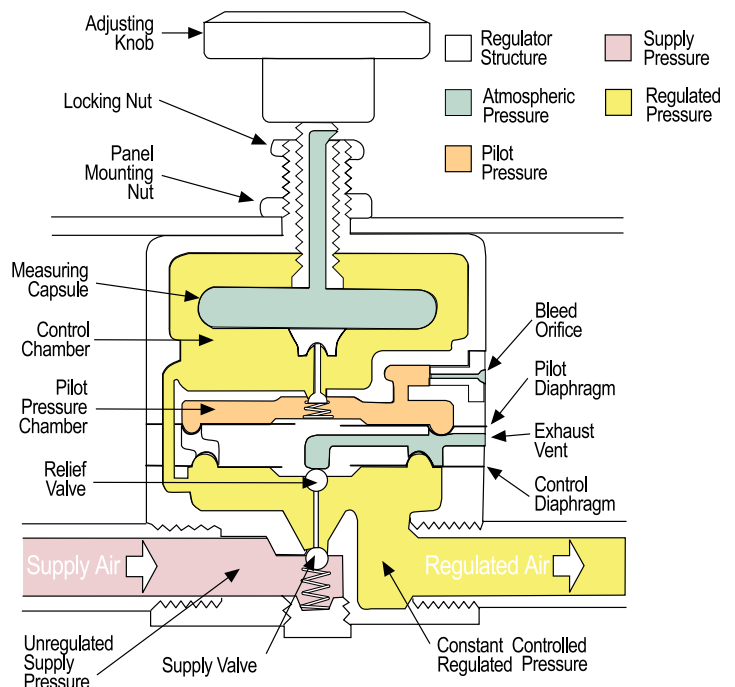 Adjusting
Knob
Locking Nut
Panel
Mounting
Nut
Regulator
Structure
Supply
Pressure
Atmospheric
Pressure
Regulated
Pressure
Pilot
Pressure
Measuring
Capsule
Control
Chamber
Pilot
Pressure
Chamber
Relief
Valve
Bleed
Orifice
Pilot
Diaphragm
Exhaust
Vent
Control
Diaphragm
Supply Air
Regulated Air
Unregulated
Supply
Pressure
Supply Valve
Constant
Regulated Controlled
Pressure